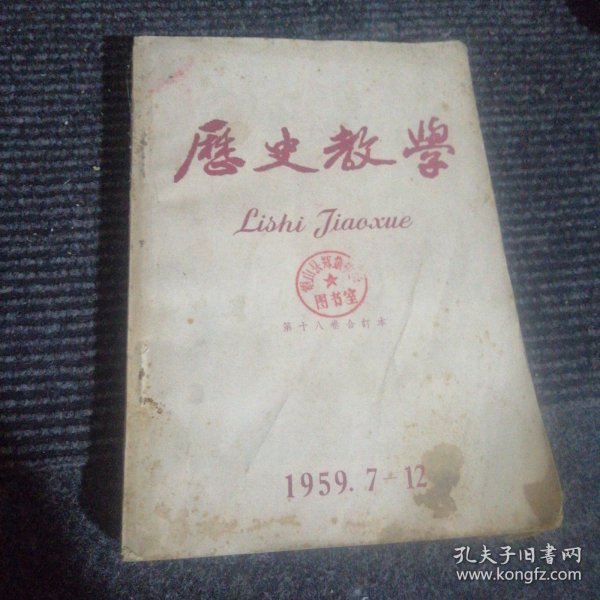 歷史教學
Lishi Jiaoxue
图书室
第十八卷合訂本
1959.7-12
孔夫子旧書网
www.kongfz.com